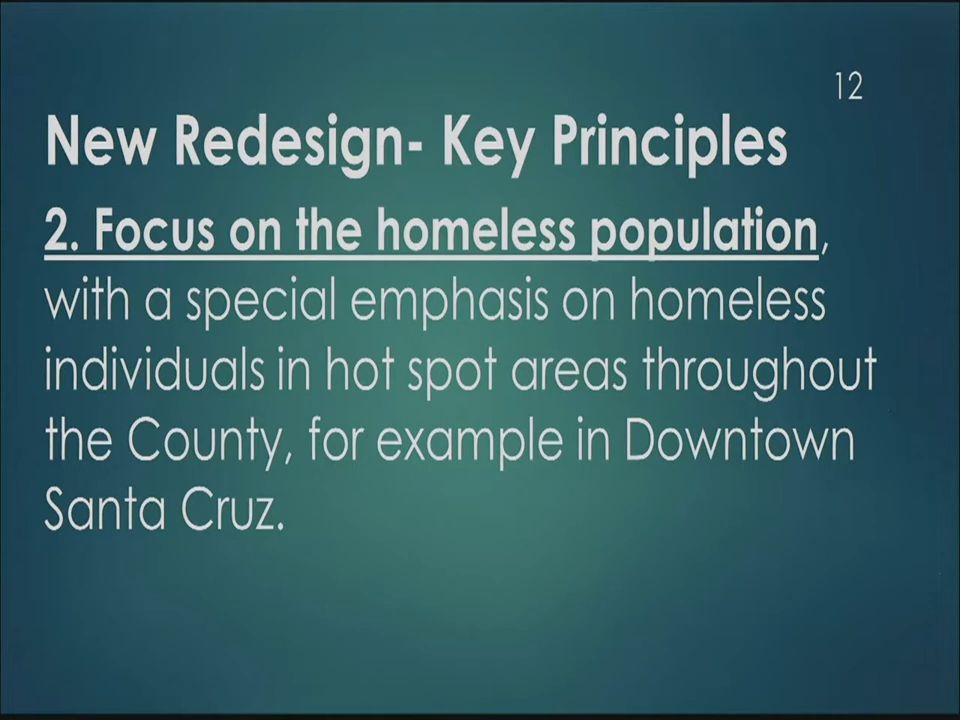 12
New Redesign- Key Principles
2. Focus on the homeless population,
with a special emphasis on homeless
individuals in hot spot areas throughout
the County, for example in Downtown
Santa Cruz.